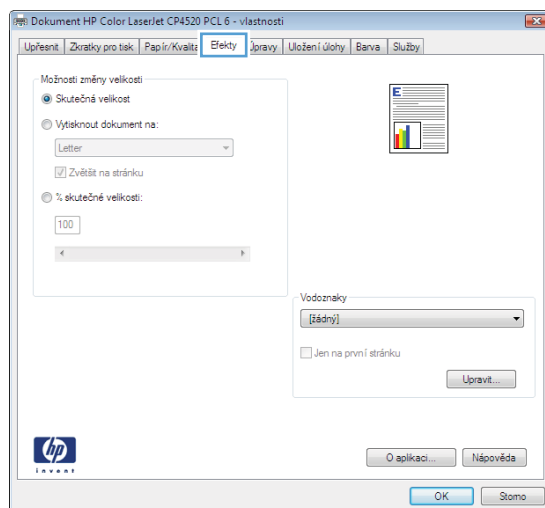 Dokument HP Color LaserJet CP4520 PCL 6 - vlastnosti
Upřesnit Zkratky pro tisk Papír/Kvalita Efekty Úpravy Uložení úlohy Barva Služby
Možnosti změny velikosti
Skutečná velikost
Vytisknout dokument na:
Letter
Zvětšit na stránku
% skutečné velikosti:
100
E
Vodoznaky
[žádný]
Jen na první stránku
Upravit...
hp
invent
O aplikaci... Nápověda
OK Storno